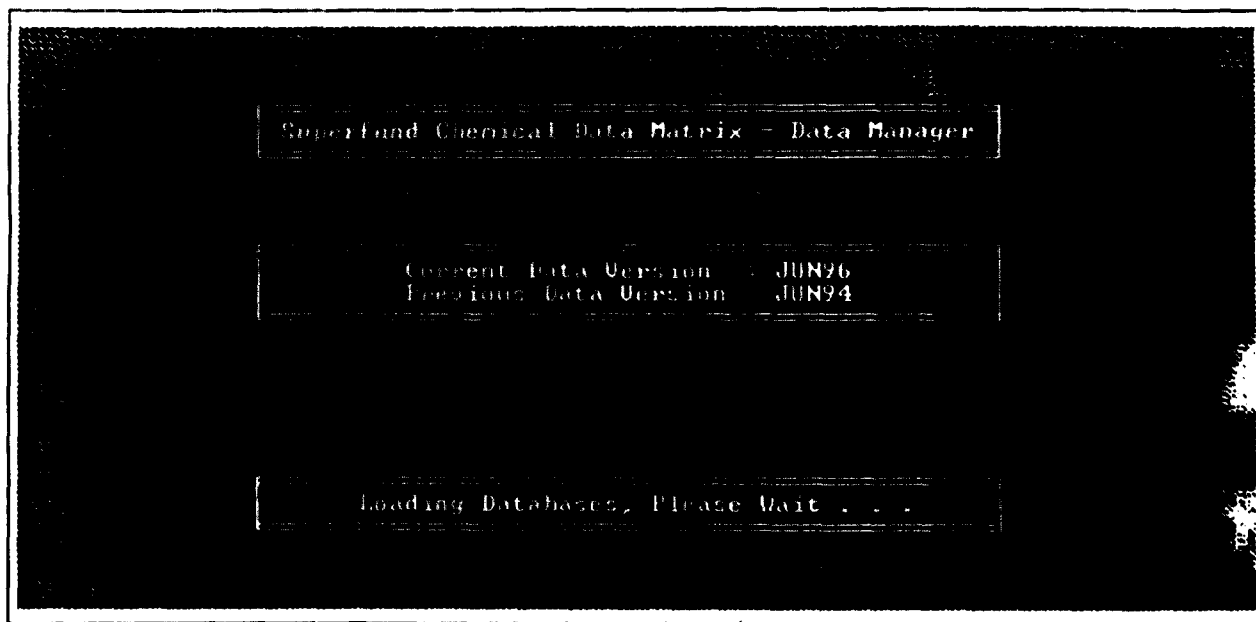 Superfund Chemical Data Matrix - Data Manager
Current Data Version : JUN96
Previous Data Version : JUN94
Loading Databases, Please Wait . . .